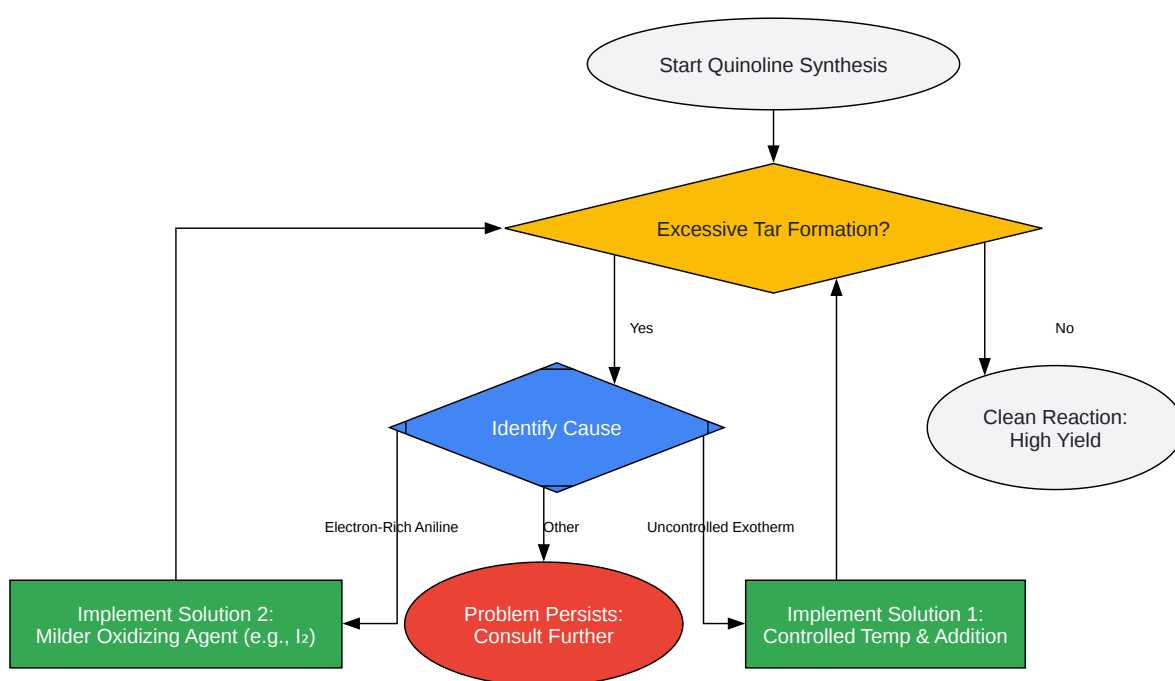 Start Quinoline Synthesis
Excessive Tar Formation?
Yes
No
Identify Cause
Clean Reaction:
High Yield
Electron-Rich Aniline
Other
Uncontrolled Exotherm
Implement Solution 2:
Milder Oxidizing Agent (e.g., I₂)
Problem Persists:
Consult Further
Implement Solution 1:
Controlled Temp & Addition